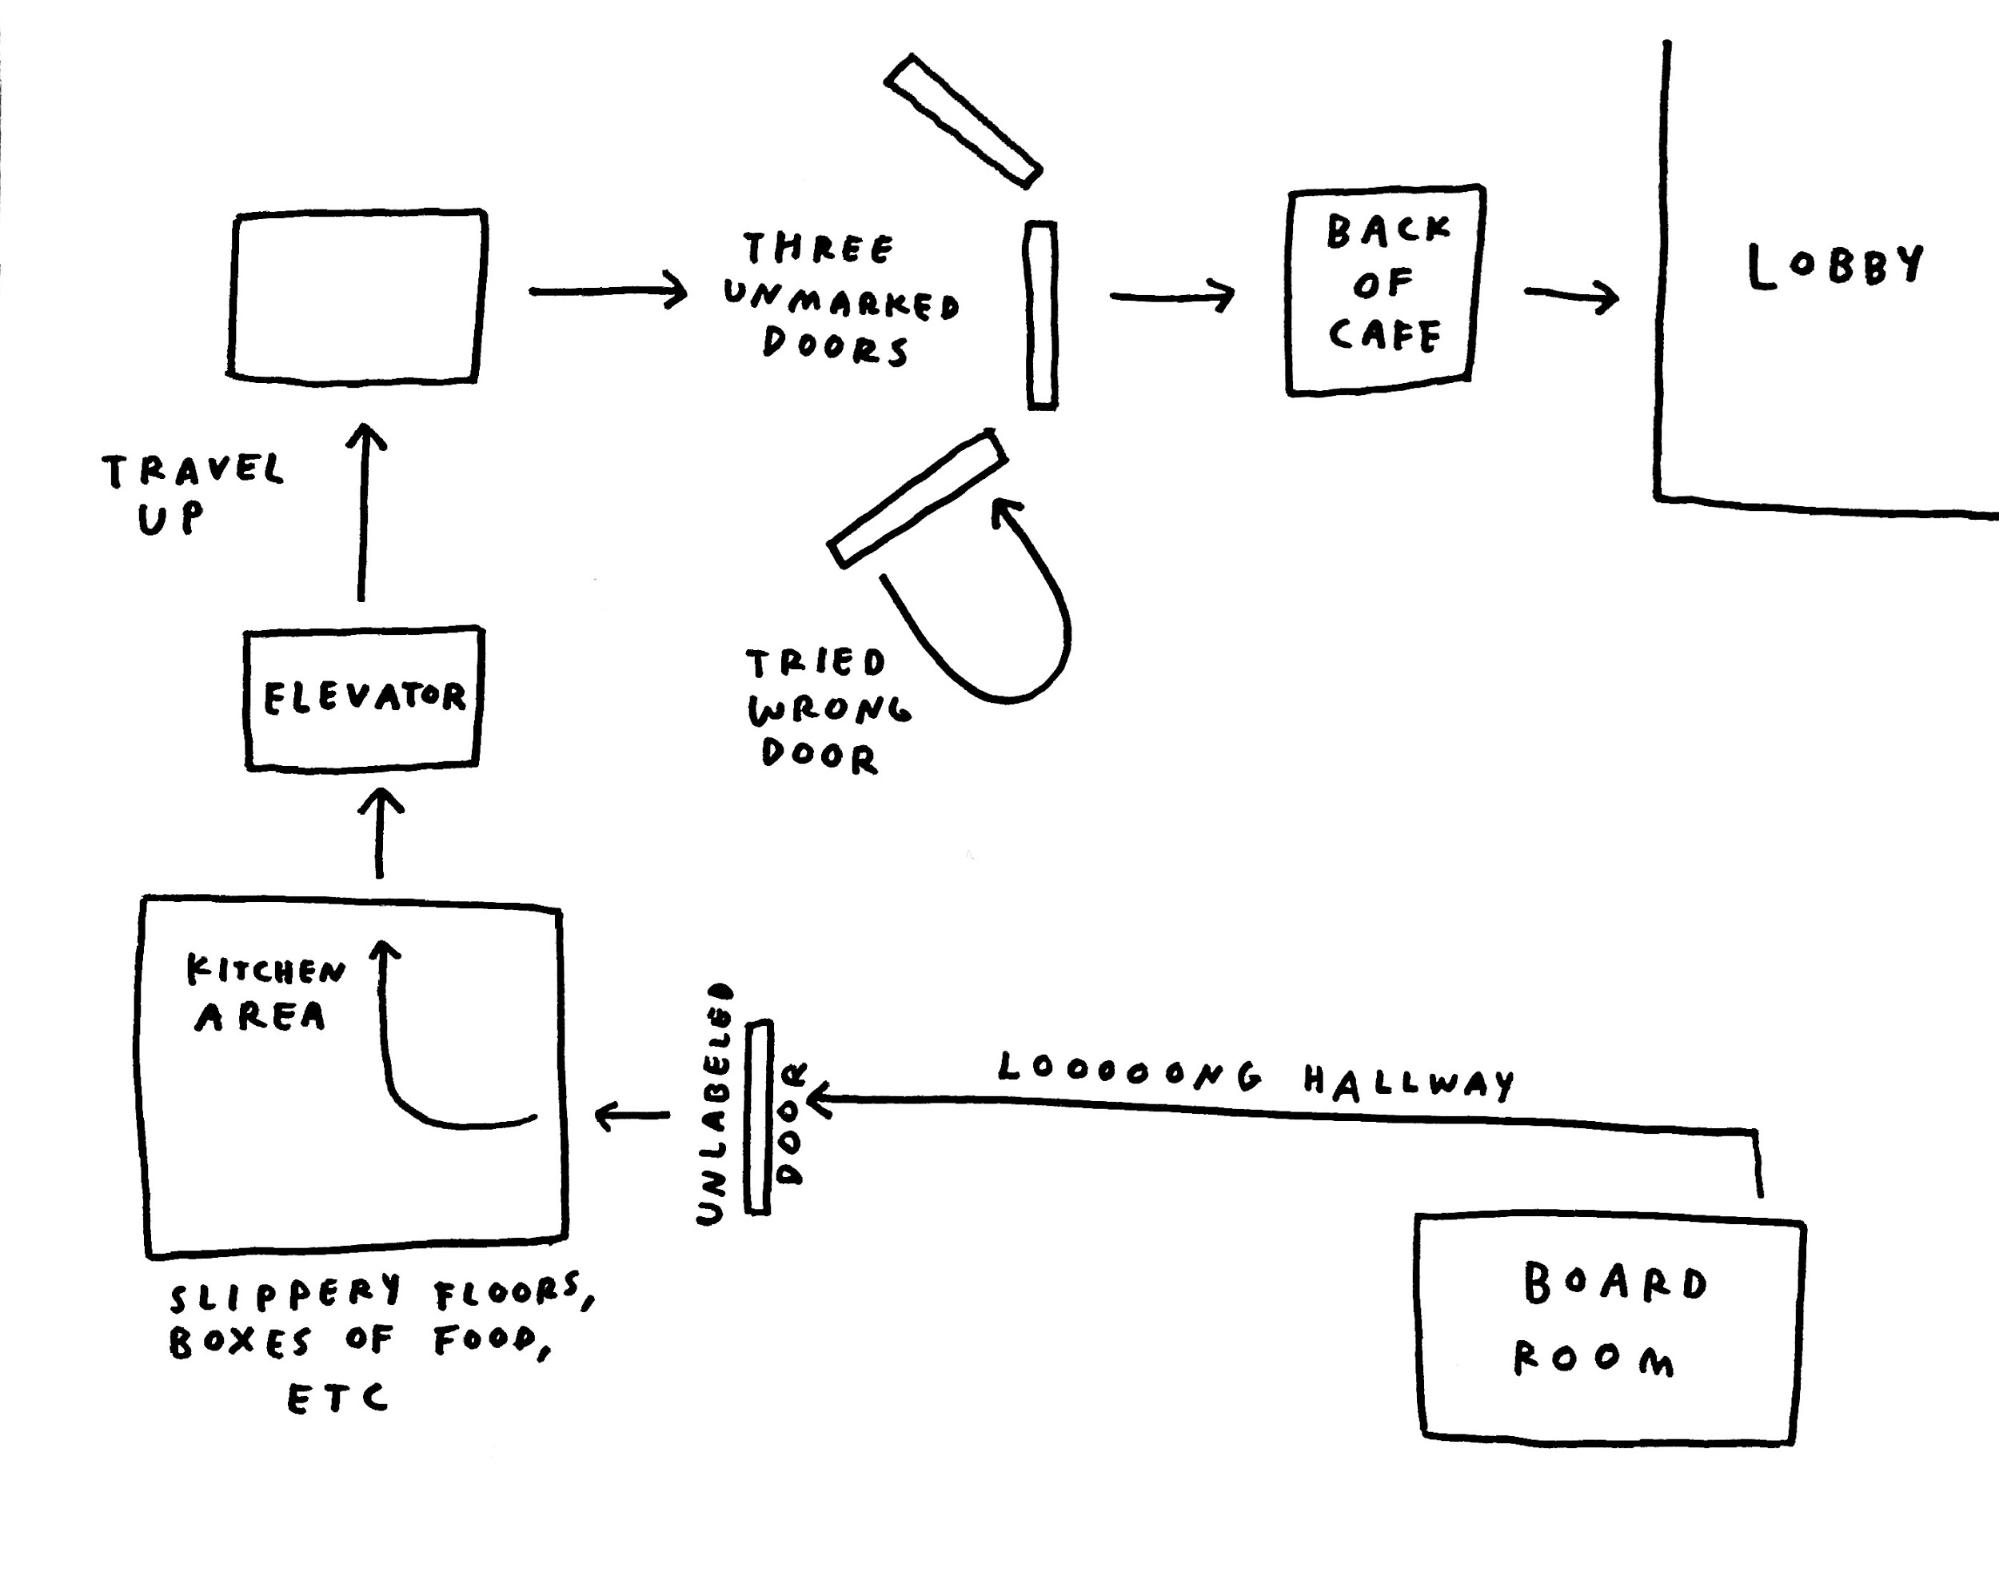 THREE
UNMARKED
DOORS
BACK
OF
CAFE
LOBBY
TRAVEL
UP
ELEVATOR
TRIED
WRONG
DOOR
KITCHEN
AREA
UNLABELED
DOOR
LOOOOONG HALLWAY
SLIPPERY FLOORS,
BOXES OF FOOD,
ETC
BOARD
ROOM